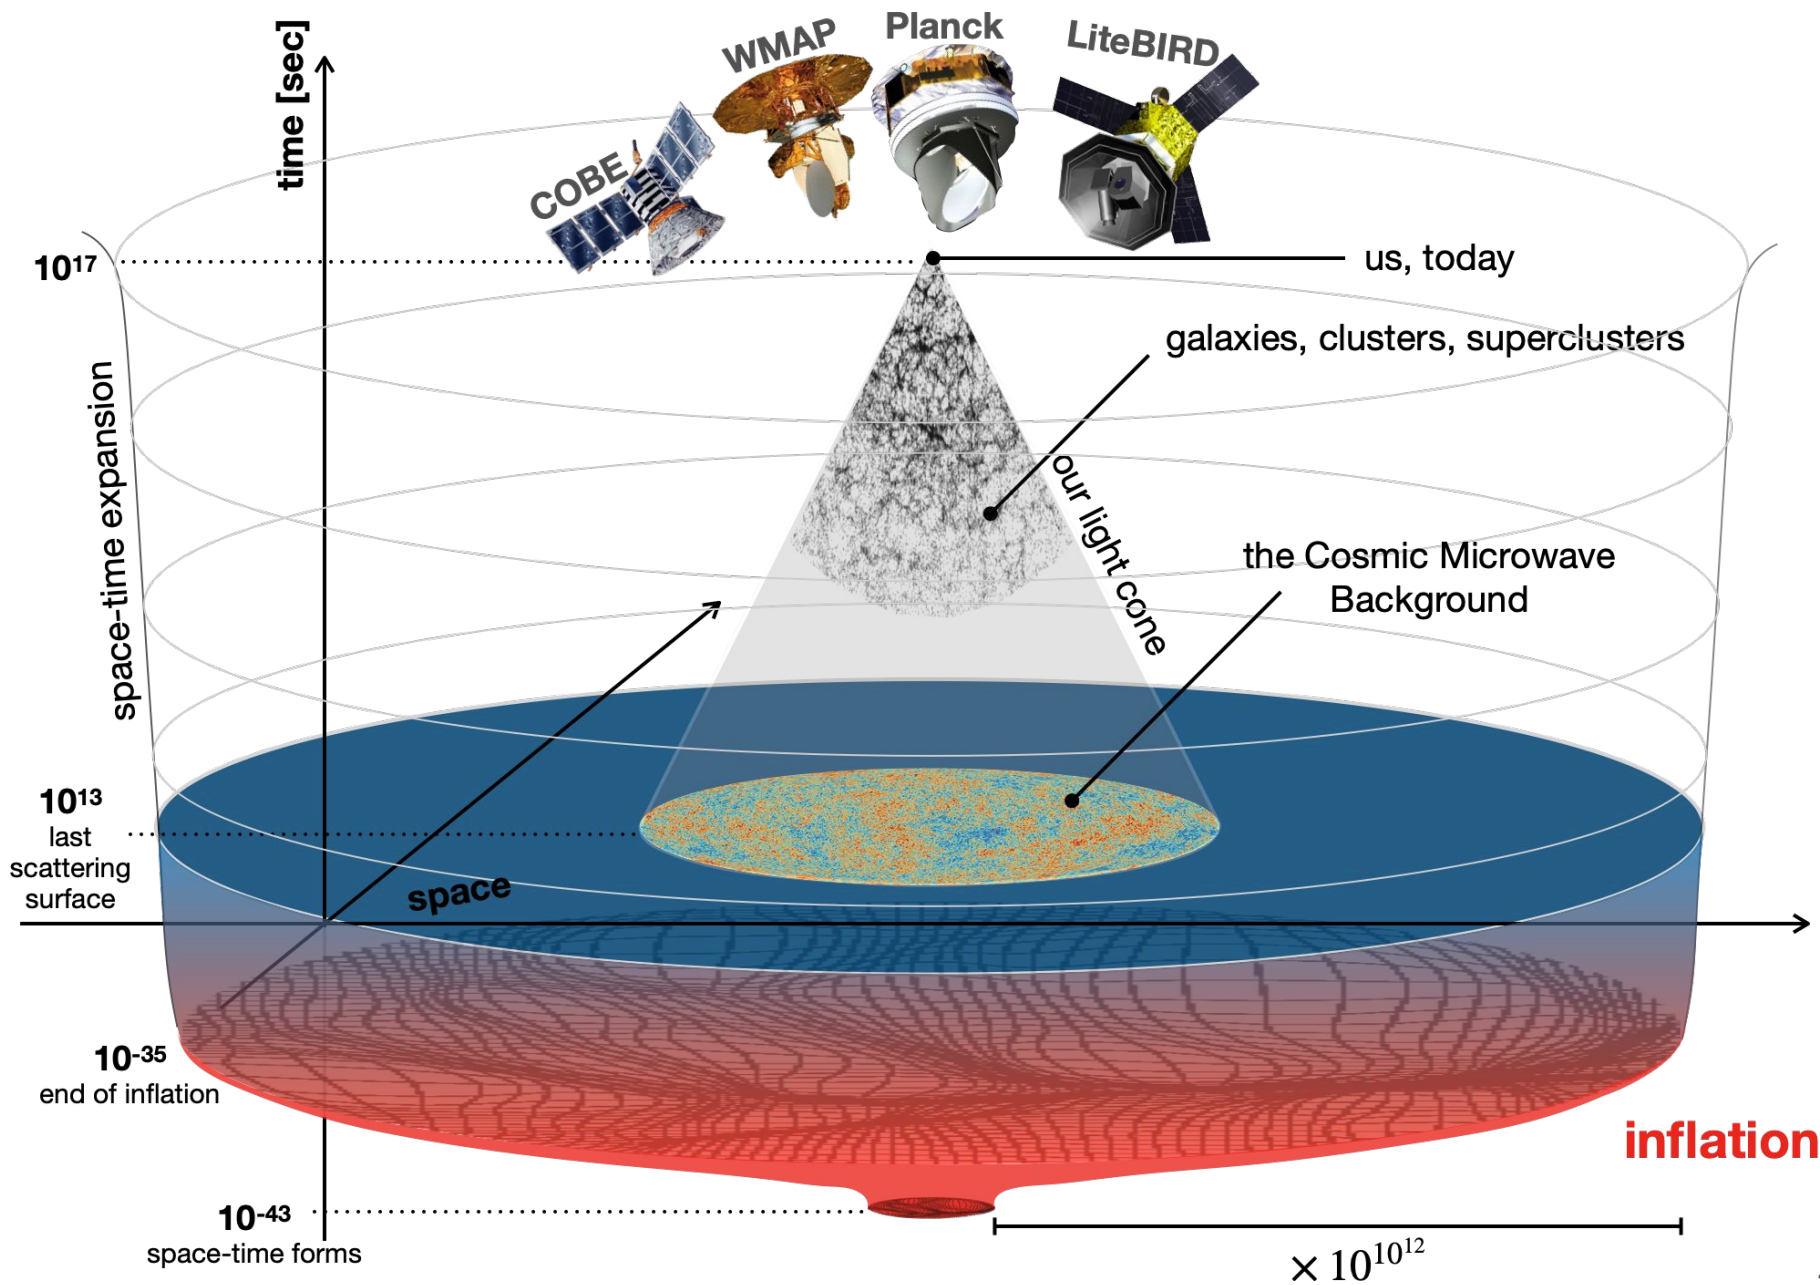 time [sec]
COBE
WMAP
Planck
LiteBIRD
10¹⁷
us, today
galaxies, clusters, superclusters
space-time expansion
our light cone
the Cosmic Microwave
Background
10¹³
last
scattering
surface
space
10⁻³⁵
end of inflation
inflation
10⁻⁴³
space-time forms
× 10^{10^{12}}